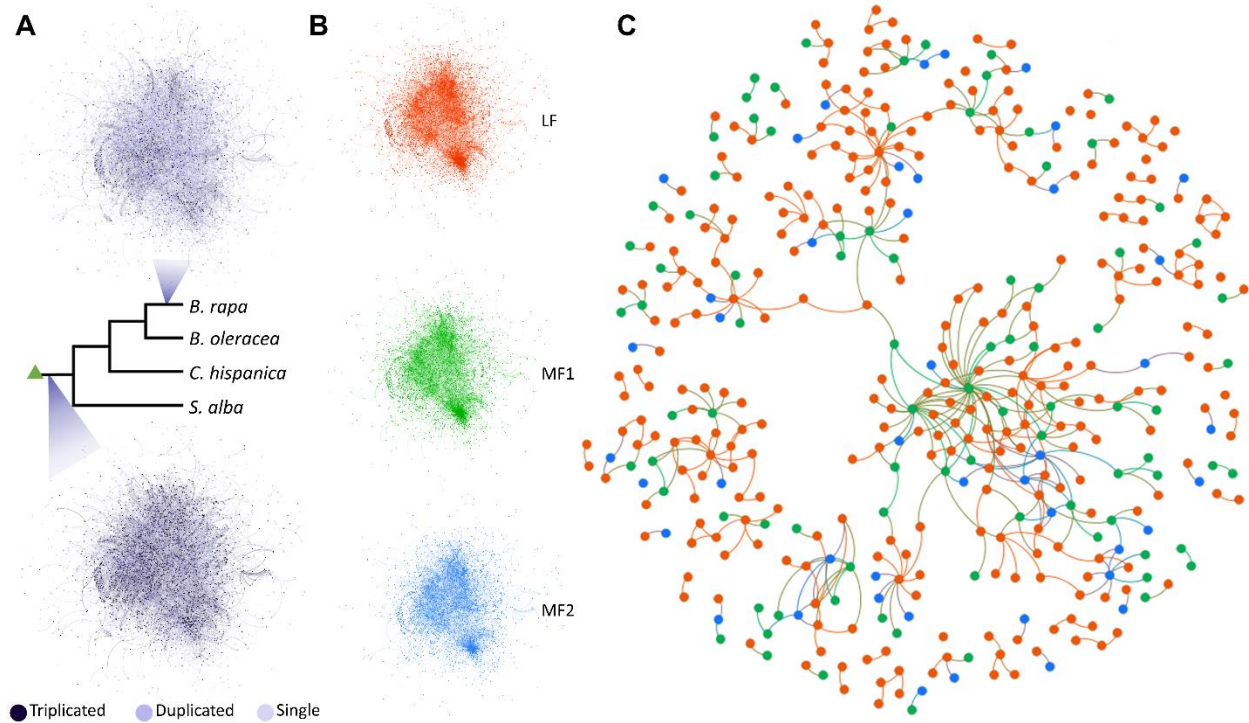 A
B
C
LF
B. rapa
B. oleracea
C. hispanica
S. alba
MF1
MF2
Triplicated Duplicated Single